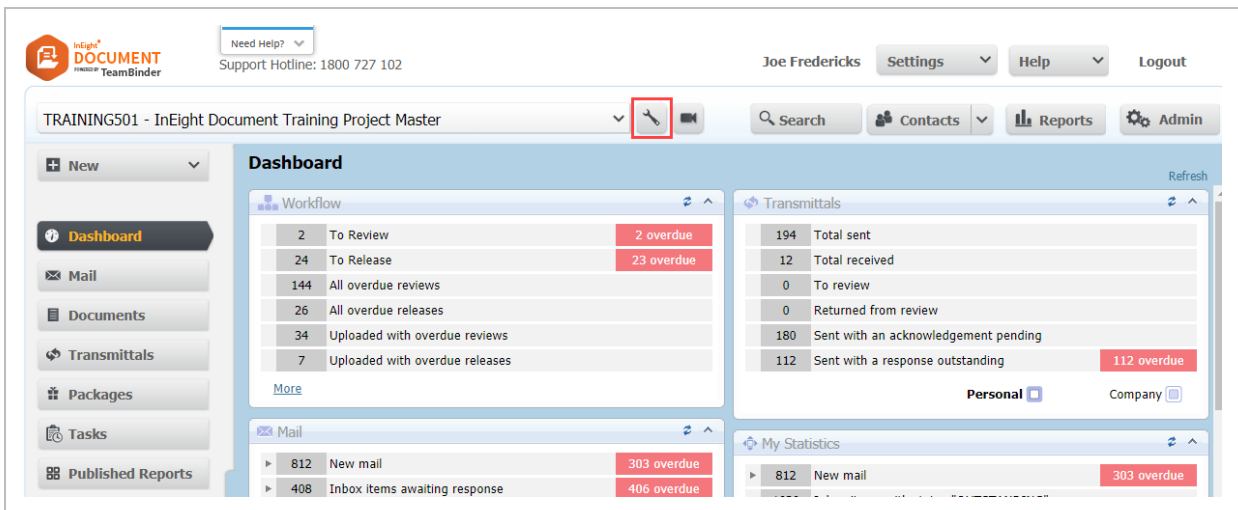 Need Help?
InEight®
DOCUMENT
POWERED BY TeamBinder
Support Hotline: 1800 727 102
Joe Fredericks
Settings
Help
Logout
TRAINING501 - InEight Document Training Project Master
Search
Contacts
Reports
Admin
New
Dashboard
Mail
Documents
Transmittals
Packages
Tasks
Published Reports
Dashboard
Refresh
Workflow
2 To Review 2 overdue
24 To Release 23 overdue
144 All overdue reviews
26 All overdue releases
34 Uploaded with overdue reviews
7 Uploaded with overdue releases
More
Transmittals
194 Total sent
12 Total received
0 To review
0 Returned from review
180 Sent with an acknowledgement pending
112 Sent with a response outstanding 112 overdue
Personal Company
Mail
812 New mail 303 overdue
408 Inbox items awaiting response 406 overdue
My Statistics
812 New mail 303 overdue